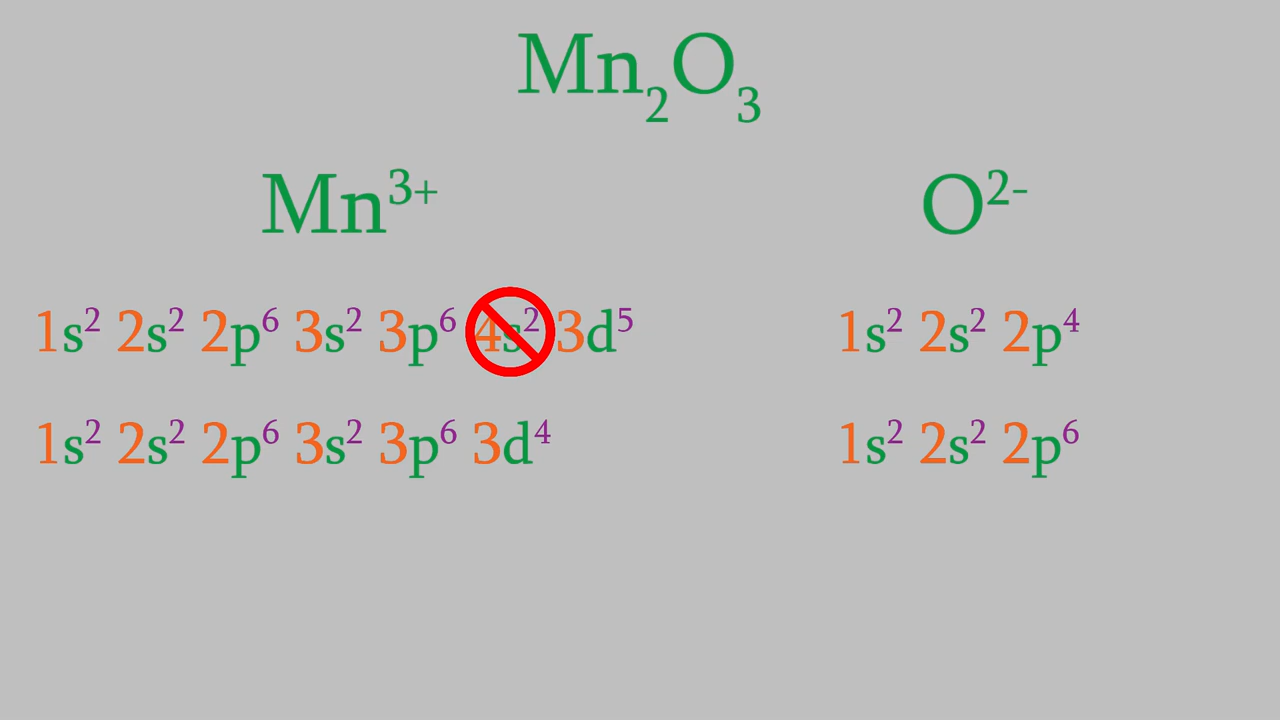 Mn₂O₃
Mn³⁺ O²⁻
1s² 2s² 2p⁶ 3s² 3p⁶ 4s² 3d⁵ 1s² 2s² 2p⁴
1s² 2s² 2p⁶ 3s² 3p⁶ 3d⁴ 1s² 2s² 2p⁶